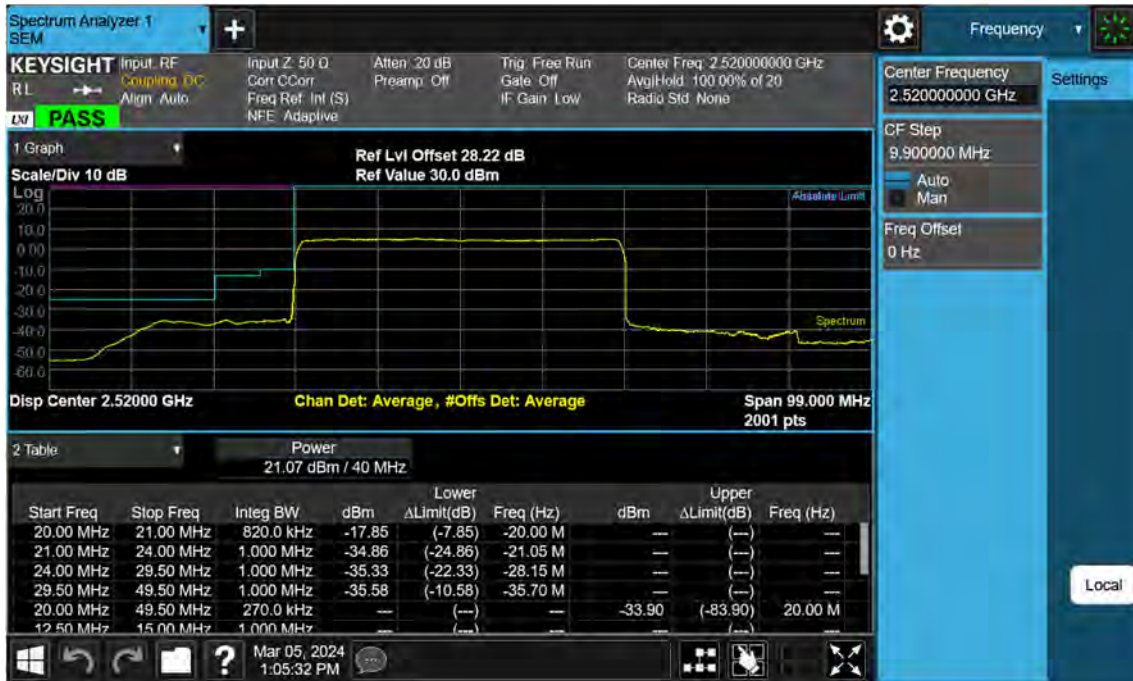 Spectrum Analyzer 1
SEM
+
Frequency
KEYSIGHT
RL
LXI
PASS
Input: RF
Coupling: DC
Align: Auto
Input Z: 50 Ω
Corr CCorr
Freq Ref: Int (S)
NFE: Adaptive
Atten: 20 dB
Preamp: Off
Trig: Free Run
Gate: Off
IF Gain: Low
Center Freq: 2.520000000 GHz
Avg|Hold: 100.00% of 20
Radio Std: None
Center Frequency
2.520000000 GHz
Settings
CF Step
9.900000 MHz
Auto
Man
Freq Offset
0 Hz
1 Graph
Scale/Div 10 dB
Ref Lvl Offset 28.22 dB
Ref Value 30.0 dBm
Log
Absolute Limit
20.0
10.0
0.00
-10.0
-20.0
-30.0
-40.0
-50.0
-60.0
Spectrum
Disp Center 2.52000 GHz
Chan Det: Average, #Offs Det: Average
Span 99.000 MHz
2001 pts
2 Table
Power
21.07 dBm / 40 MHz
Lower Upper
Start Freq Stop Freq Integ BW dBm ΔLimit(dB) Freq (Hz) dBm ΔLimit(dB) Freq (Hz)
20.00 MHz 21.00 MHz 820.0 kHz -17.85 (-7.85) -20.00 M --- (---) ---
21.00 MHz 24.00 MHz 1.000 MHz -34.86 (-24.86) -21.05 M --- (---) ---
24.00 MHz 29.50 MHz 1.000 MHz -35.33 (-22.33) -28.15 M --- (---) ---
29.50 MHz 49.50 MHz 1.000 MHz -35.58 (-10.58) -35.70 M --- (---) ---
20.00 MHz 49.50 MHz 270.0 kHz --- (---) --- -33.90 (-83.90) 20.00 M
12.50 MHz 15.00 MHz 1.000 MHz --- (---) --- --- (---) ---
Local
?
Mar 05, 2024
1:05:32 PM